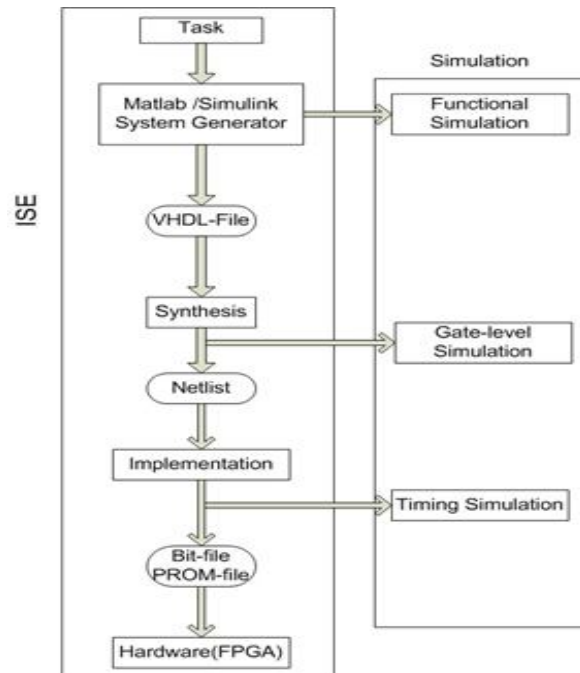 Task
Simulation
Matlab /Simulink
System Generator
Functional
Simulation
ISE
VHDL-File
Synthesis
Gate-level
Simulation
Netlist
Implementation
Timing Simulation
Bit-file
PROM-file
Hardware(FPGA)